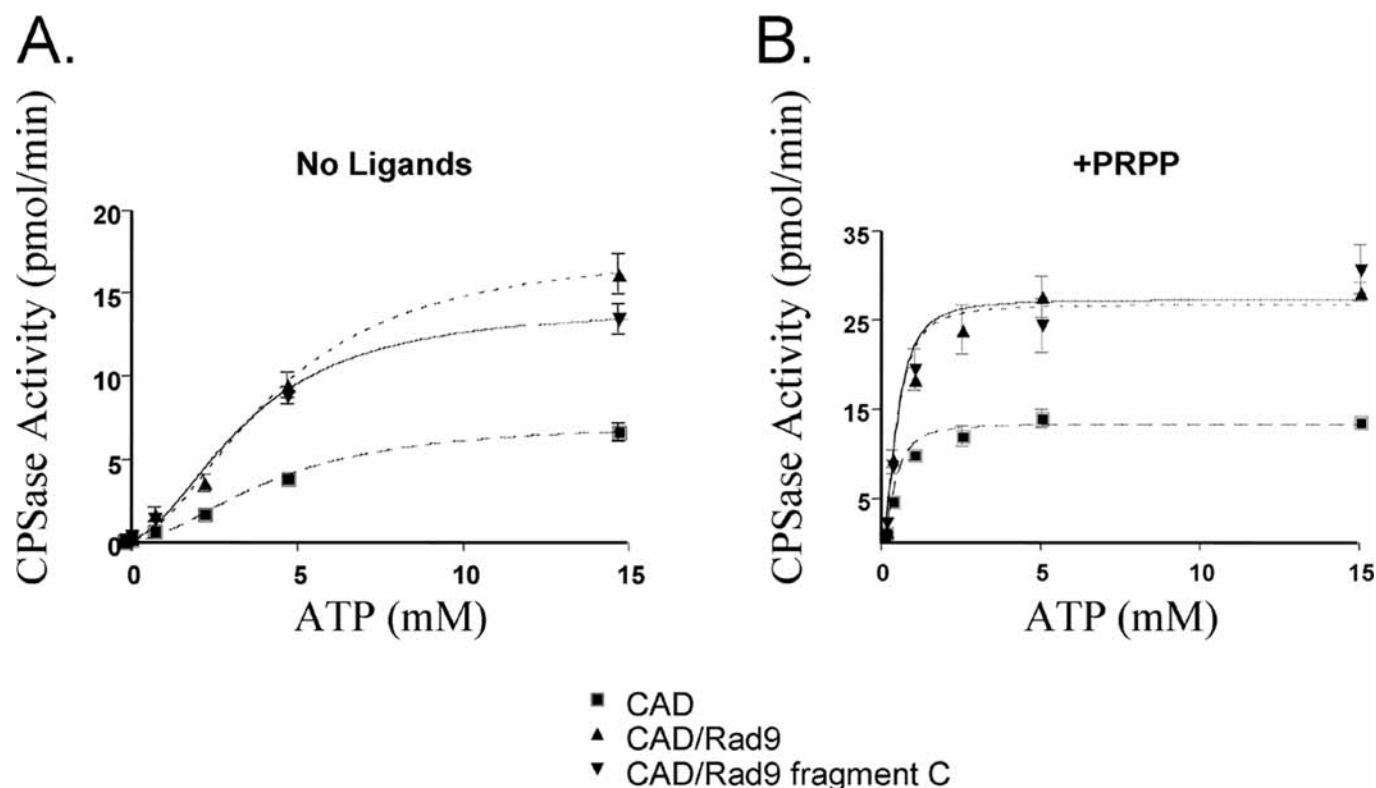 A.
CPSase Activity (pmol/min)
No Ligands
20
15
10
5
0
0 5 10 15
ATP (mM)
B.
CPSase Activity (pmol/min)
+PRPP
35
25
15
5
0 5 10 15
ATP (mM)
CAD
CAD/Rad9
CAD/Rad9 fragment C